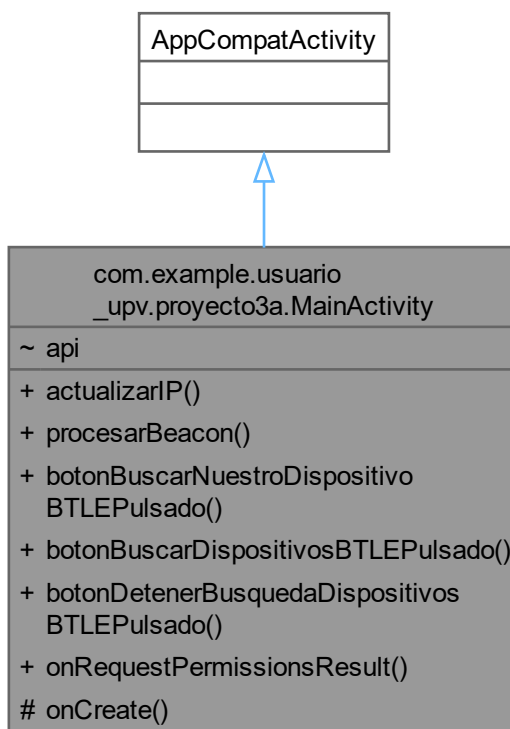 AppCompatActivity
com.example.usuario
_upv.proyecto3a.MainActivity
~ api
+ actualizarIP()
+ procesarBeacon()
+ botonBuscarNuestroDispositivo
BTLEPulsado()
+ botonBuscarDispositivosBTLEPulsado()
+ botonDetenerBusquedaDispositivos
BTLEPulsado()
+ onRequestPermissionsResult()
# onCreate()